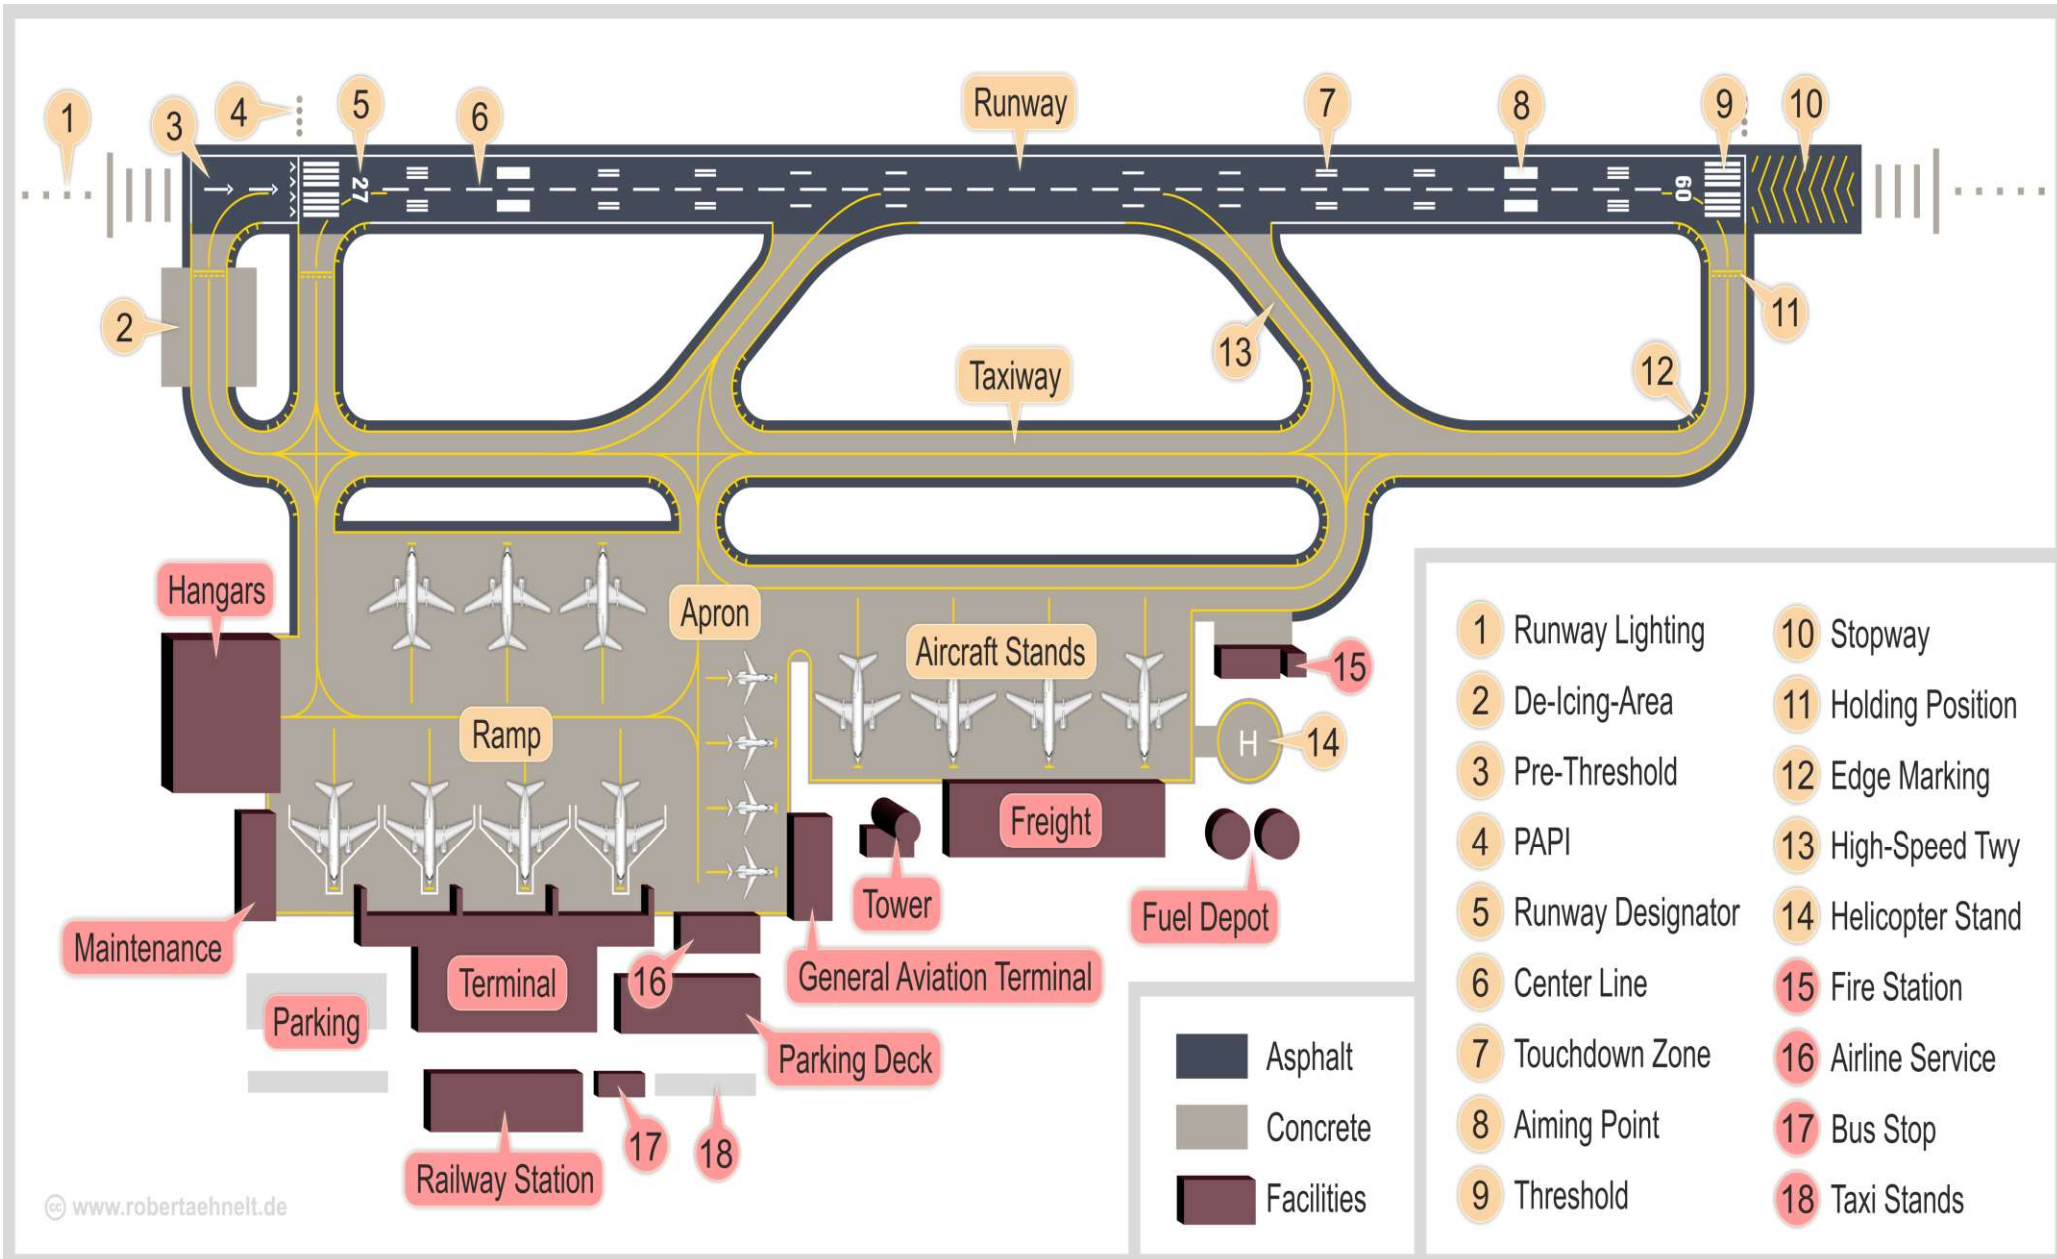 1
3
4
5
6
Runway
7
8
9
10
27
09
2
13
11
12
Taxiway
Hangars
Apron
Aircraft Stands
15
Ramp
H
14
Freight
Tower
Fuel Depot
Maintenance
Terminal
16
General Aviation Terminal
Parking
Parking Deck
17
18
Railway Station
Asphalt
Concrete
Facilities
1 Runway Lighting
2 De-Icing-Area
3 Pre-Threshold
4 PAPI
5 Runway Designator
6 Center Line
7 Touchdown Zone
8 Aiming Point
9 Threshold
10 Stopway
11 Holding Position
12 Edge Marking
13 High-Speed Twy
14 Helicopter Stand
15 Fire Station
16 Airline Service
17 Bus Stop
18 Taxi Stands
cc www.robertaehnelt.de